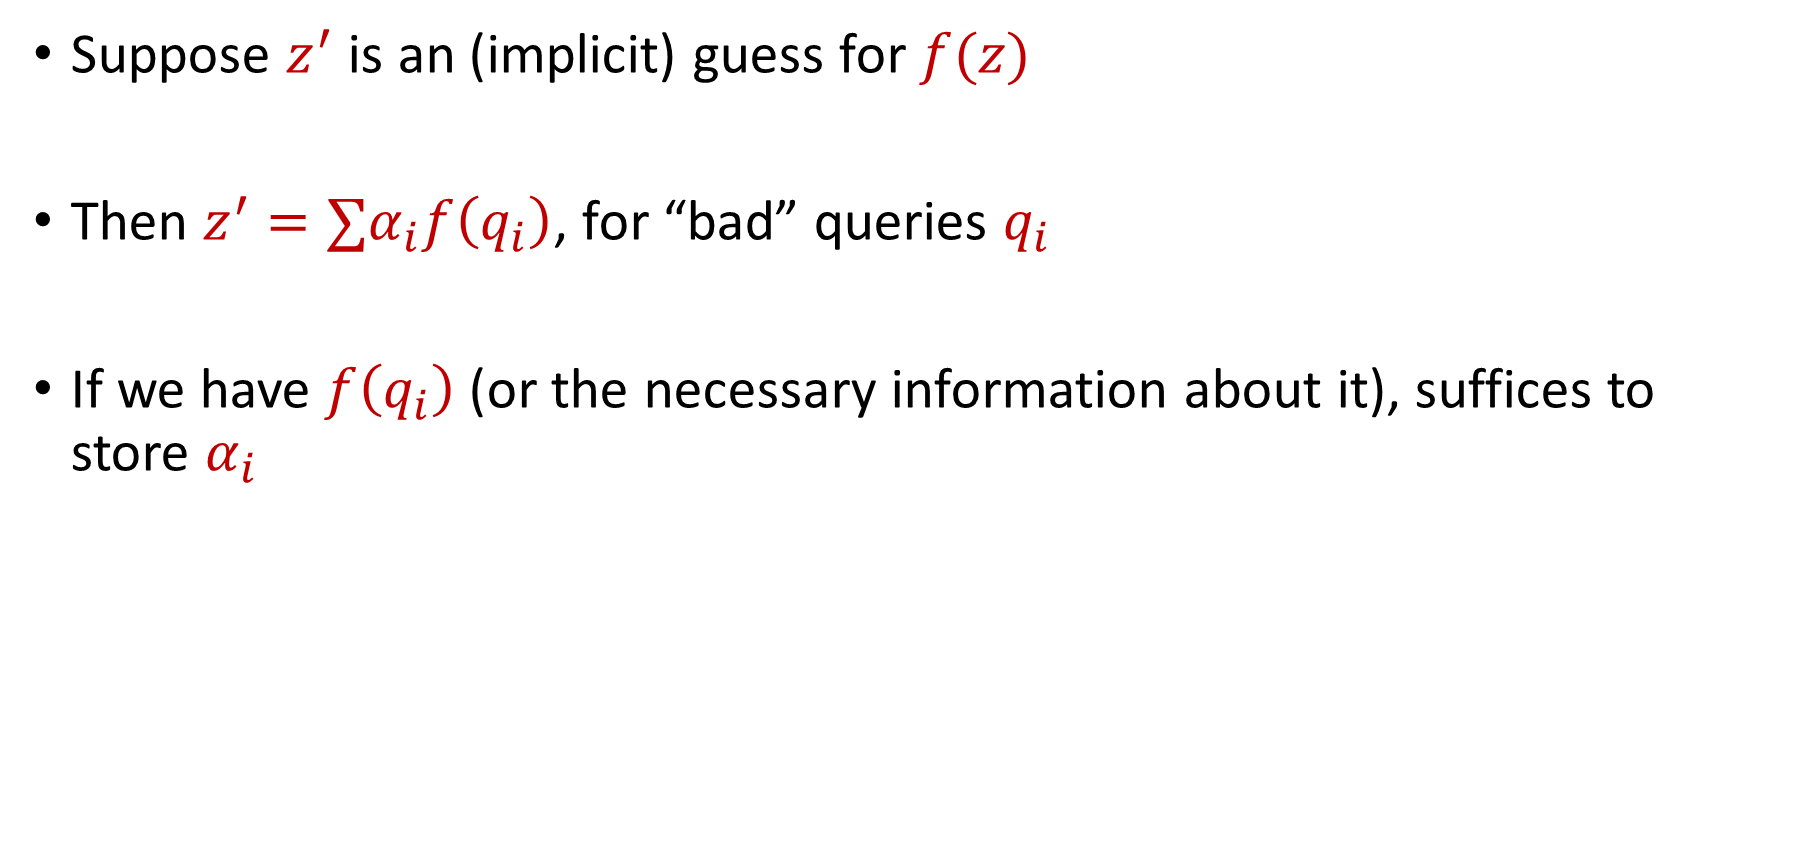 • Suppose z′ is an (implicit) guess for f(z)
• Then z′ = ∑α_i f(q_i), for “bad” queries q_i
• If we have f(q_i) (or the necessary information about it), suffices to
store α_i